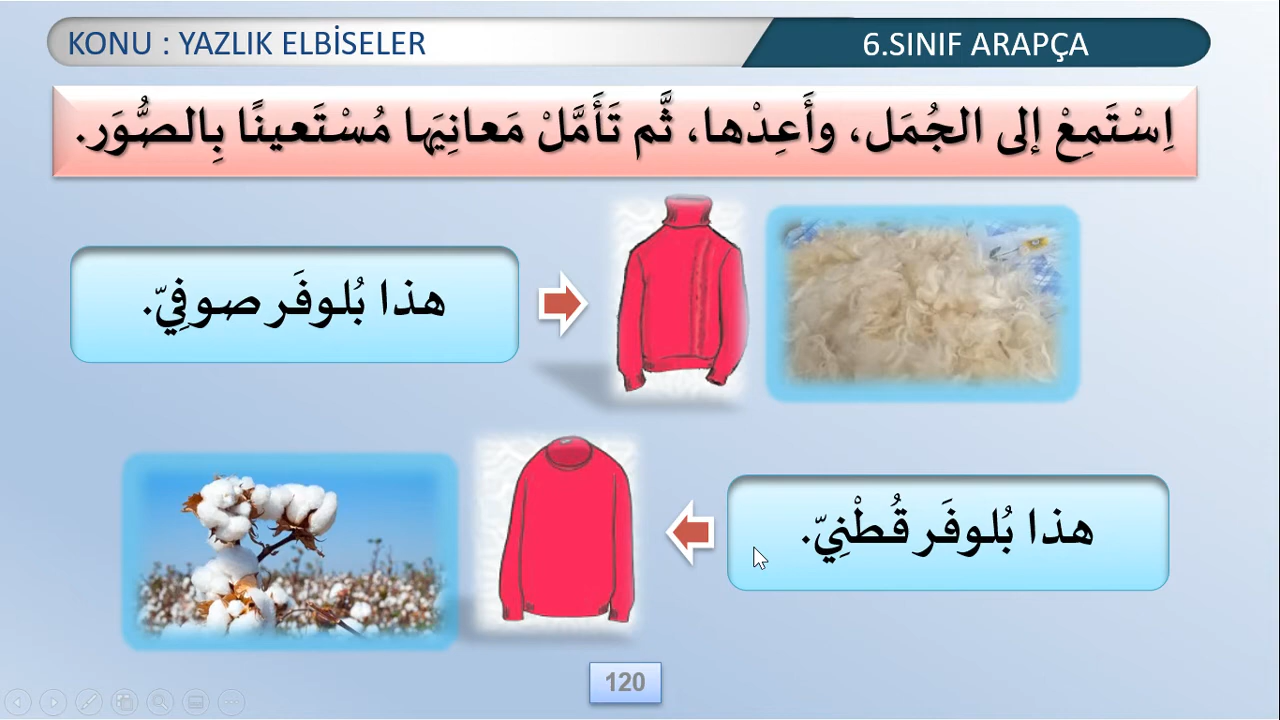 KONU : YAZLIK ELBİSELER
6.SINIF ARAPÇA
اِسْتَمِعْ إلى الجُمَل، وأَعِدْها، ثَّم تَأَمَّلْ مَعانِيَها مُسْتَعينًا بِالصُّوَر.
هذا بُلوفَر صوفِيّ.
هذا بُلوفَر قُطْنِيّ.
120